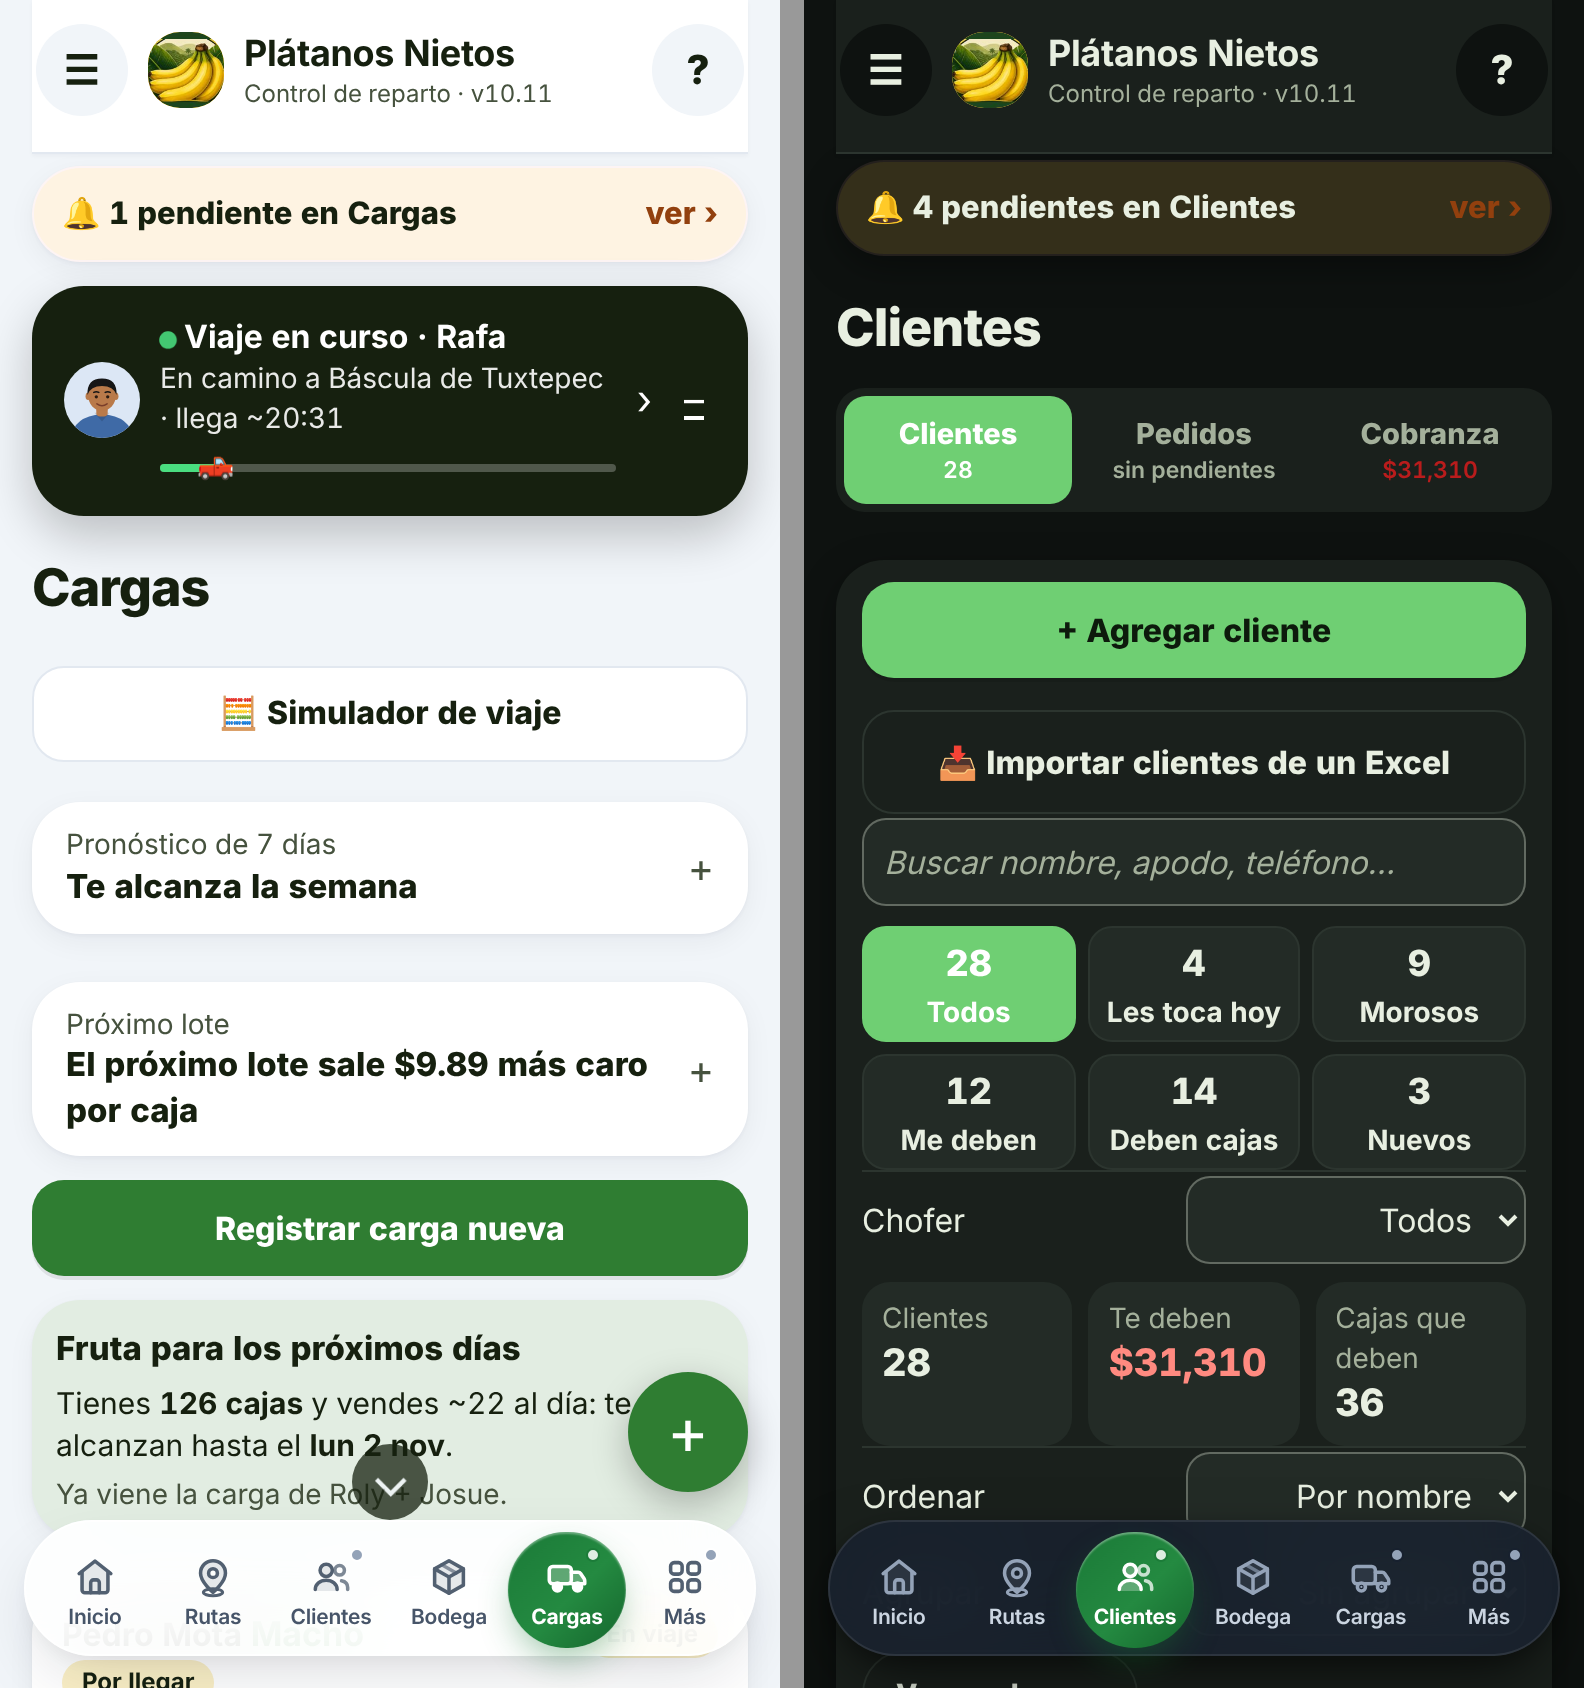 Plátanos Nietos
Control de reparto · v10.11
?
🔔 1 pendiente en Cargas
ver ›
Viaje en curso · Rafa
En camino a Báscula de Tuxtepec
· llega ~20:31
Cargas
🧮 Simulador de viaje
Pronóstico de 7 días
Te alcanza la semana
+
Próximo lote
El próximo lote sale $9.89 más caro
por caja
+
Registrar carga nueva
Fruta para los próximos días
Tienes 126 cajas y vendes ~22 al día: te
alcanzan hasta el lun 2 nov.
Ya viene la carga de Roly + Josue.
+
Inicio
Rutas
Clientes
Bodega
Cargas
Más
Pedro Mota Macho
En viaje
Por llegar
Plátanos Nietos
Control de reparto · v10.11
?
🔔 4 pendientes en Clientes
ver ›
Clientes
Clientes
28
Pedidos
sin pendientes
Cobranza
$31,310
+ Agregar cliente
📥 Importar clientes de un Excel
Buscar nombre, apodo, teléfono...
28
Todos
4
Les toca hoy
9
Morosos
12
Me deben
14
Deben cajas
3
Nuevos
Chofer
Todos
Clientes
28
Te deben
$31,310
Cajas que
deben
36
Ordenar
Por nombre
Inicio
Rutas
Clientes
Bodega
Cargas
Más